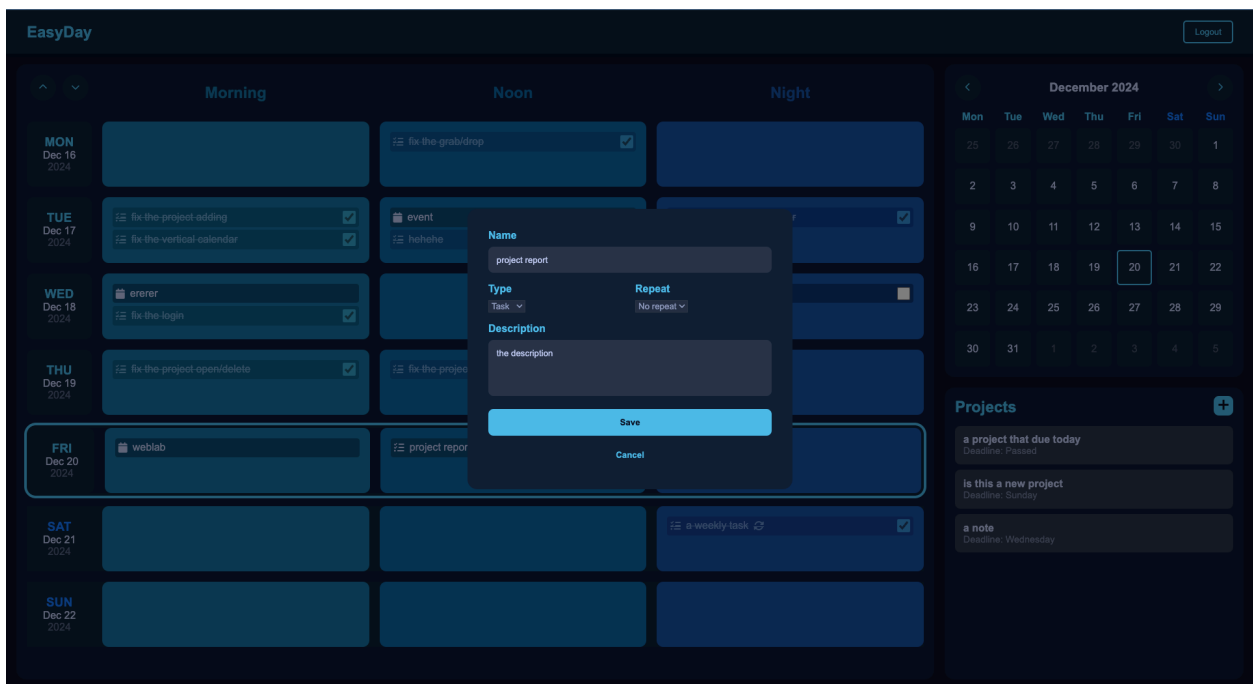 EasyDay
Logout
Morning Noon Night
MON
Dec 16
2024
fix the grab/drop
TUE
Dec 17
2024
fix the project adding
fix the vertical calendar
event
hehehe
r
WED
Dec 18
2024
ererer
fix the login
THU
Dec 19
2024
fix the project open/delete
fix the projec
FRI
Dec 20
2024
weblab
project repor
SAT
Dec 21
2024
a weekly task
SUN
Dec 22
2024
Name
project report
Type Repeat
Task No repeat
Description
the description
Save
Cancel
December 2024
Mon Tue Wed Thu Fri Sat Sun
25 26 27 28 29 30 1
2 3 4 5 6 7 8
9 10 11 12 13 14 15
16 17 18 19 20 21 22
23 24 25 26 27 28 29
30 31 1 2 3 4 5
Projects
a project that due today
Deadline: Passed
is this a new project
Deadline: Sunday
a note
Deadline: Wednesday